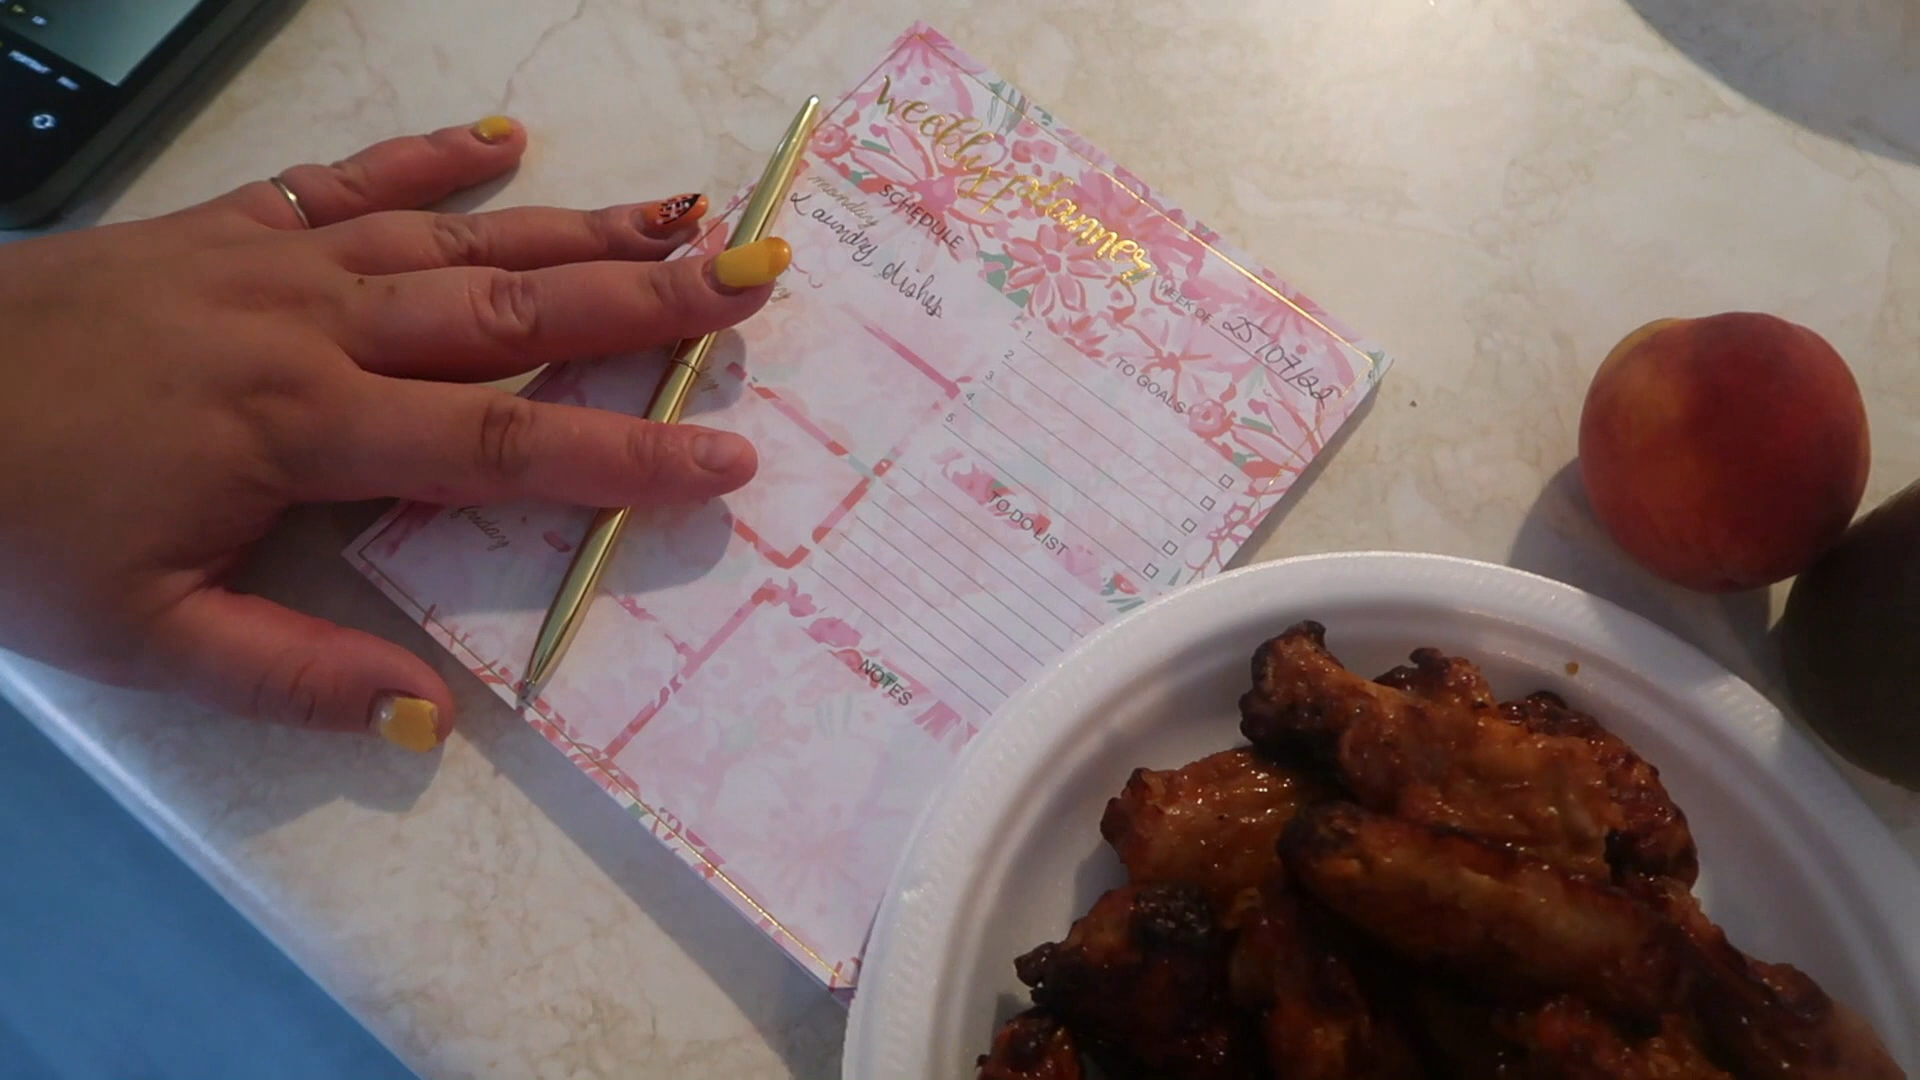 weekly planner
WEEK OF 25/07/22
SCHEDULE
monday
Laundry, dishes
TO GOALS
1.
2.
3.
4.
5.
TO DO LIST
friday
NOTES